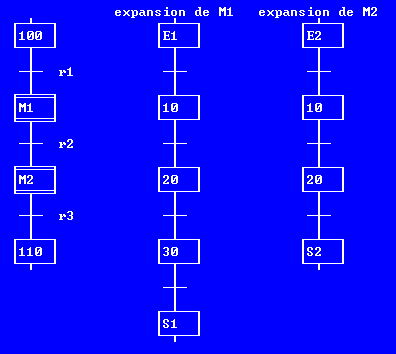 expansion de M1 expansion de M2
100 E1 E2
r1
M1 10 10
r2
M2 20 20
r3
110 30 S2
S1